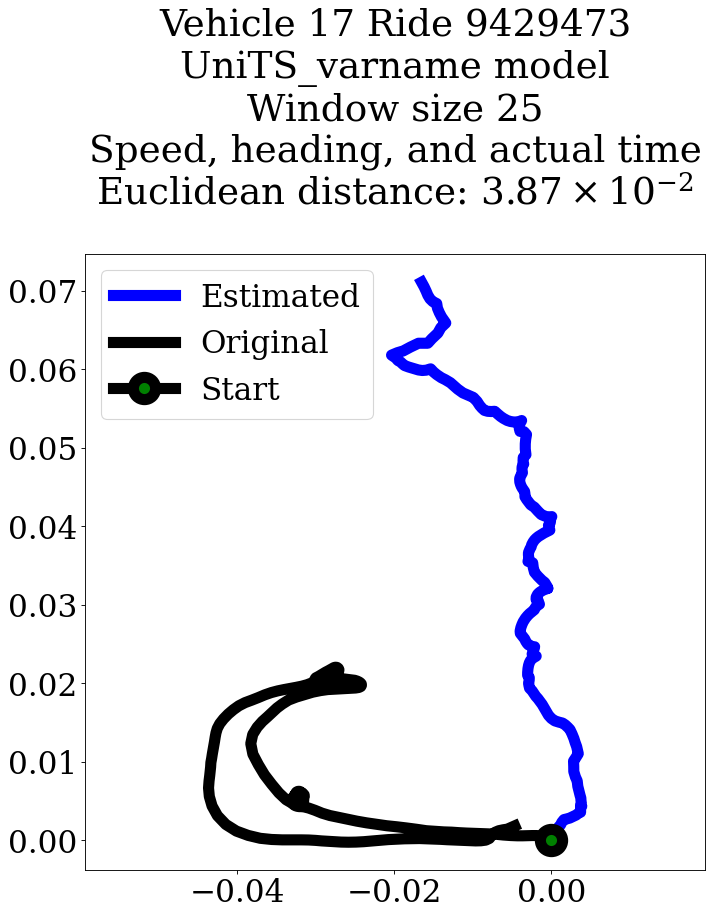 Vehicle 17 Ride 9429473
UniTS_varname model
Window size 25
Speed, heading, and actual time
Euclidean distance: 3.87 × 10⁻²
Estimated
Original
Start
0.07
0.06
0.05
0.04
0.03
0.02
0.01
0.00
−0.04
−0.02
0.00